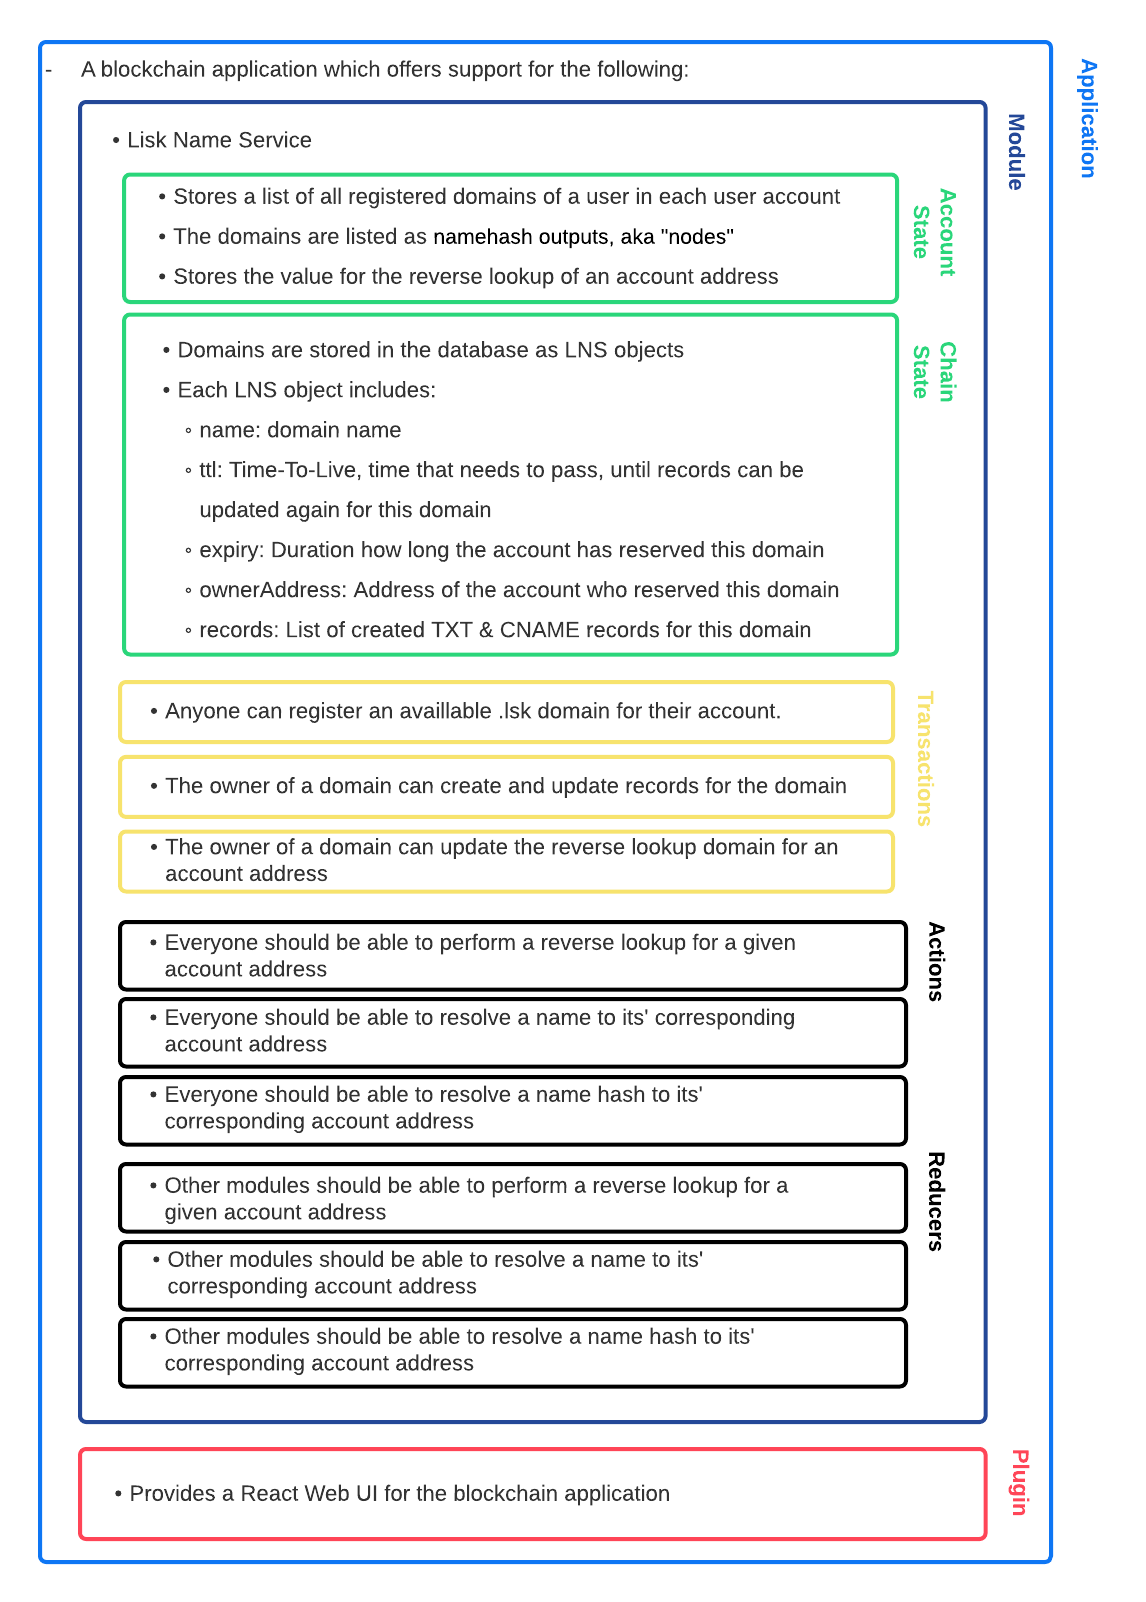 - A blockchain application which offers support for the following:
Application
Module
• Lisk Name Service
• Stores a list of all registered domains of a user in each user account
• The domains are listed as namehash outputs, aka "nodes"
• Stores the value for the reverse lookup of an account address
Account
State
• Domains are stored in the database as LNS objects
• Each LNS object includes:
◦ name: domain name
◦ ttl: Time-To-Live, time that needs to pass, until records can be
updated again for this domain
◦ expiry: Duration how long the account has reserved this domain
◦ ownerAddress: Address of the account who reserved this domain
◦ records: List of created TXT & CNAME records for this domain
Chain
State
• Anyone can register an availlable .lsk domain for their account.
• The owner of a domain can create and update records for the domain
• The owner of a domain can update the reverse lookup domain for an
account address
Transactions
• Everyone should be able to perform a reverse lookup for a given
account address
• Everyone should be able to resolve a name to its' corresponding
account address
• Everyone should be able to resolve a name hash to its'
corresponding account address
Actions
• Other modules should be able to perform a reverse lookup for a
given account address
• Other modules should be able to resolve a name to its'
corresponding account address
• Other modules should be able to resolve a name hash to its'
corresponding account address
Reducers
• Provides a React Web UI for the blockchain application
Plugin